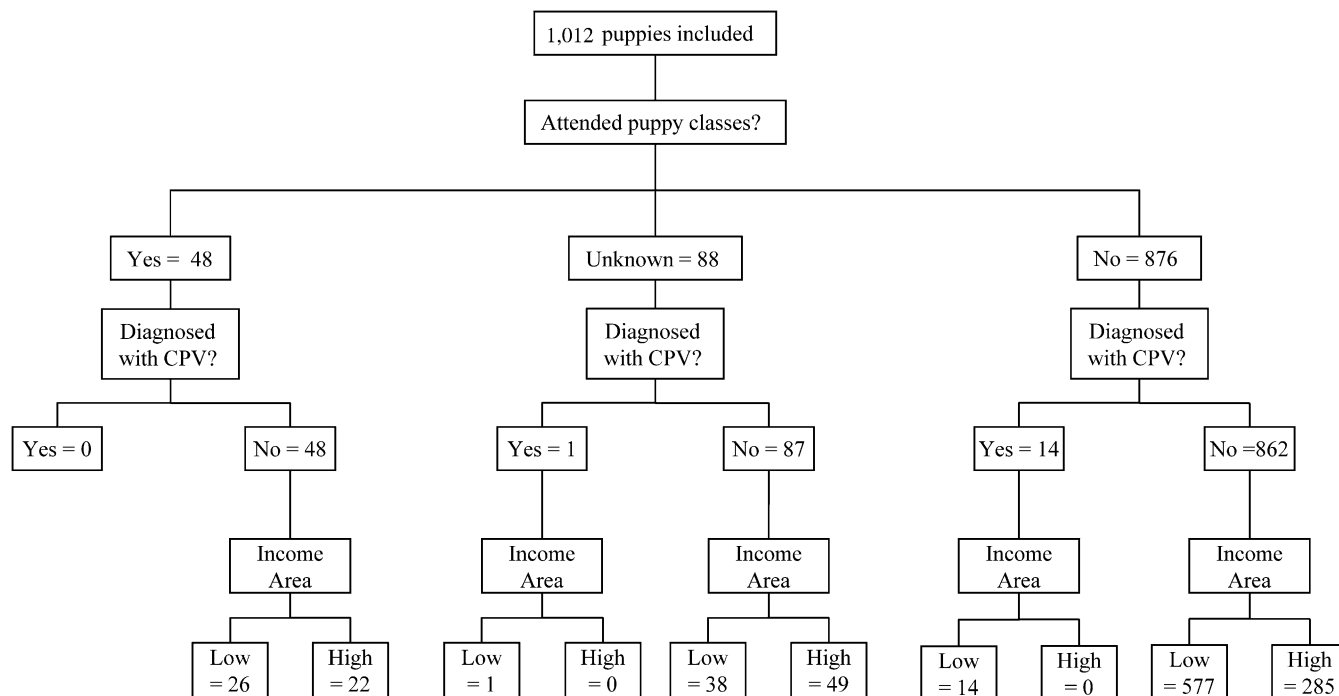 1,012 puppies included
Attended puppy classes?
Yes = 48
Unknown = 88
No = 876
Diagnosed
with CPV?
Diagnosed
with CPV?
Diagnosed
with CPV?
Yes = 0
No = 48
Yes = 1
No = 87
Yes = 14
No =862
Income
Area
Income
Area
Income
Area
Income
Area
Income
Area
Low
= 26
High
= 22
Low
= 1
High
= 0
Low
= 38
High
= 49
Low
= 14
High
= 0
Low
= 577
High
= 285